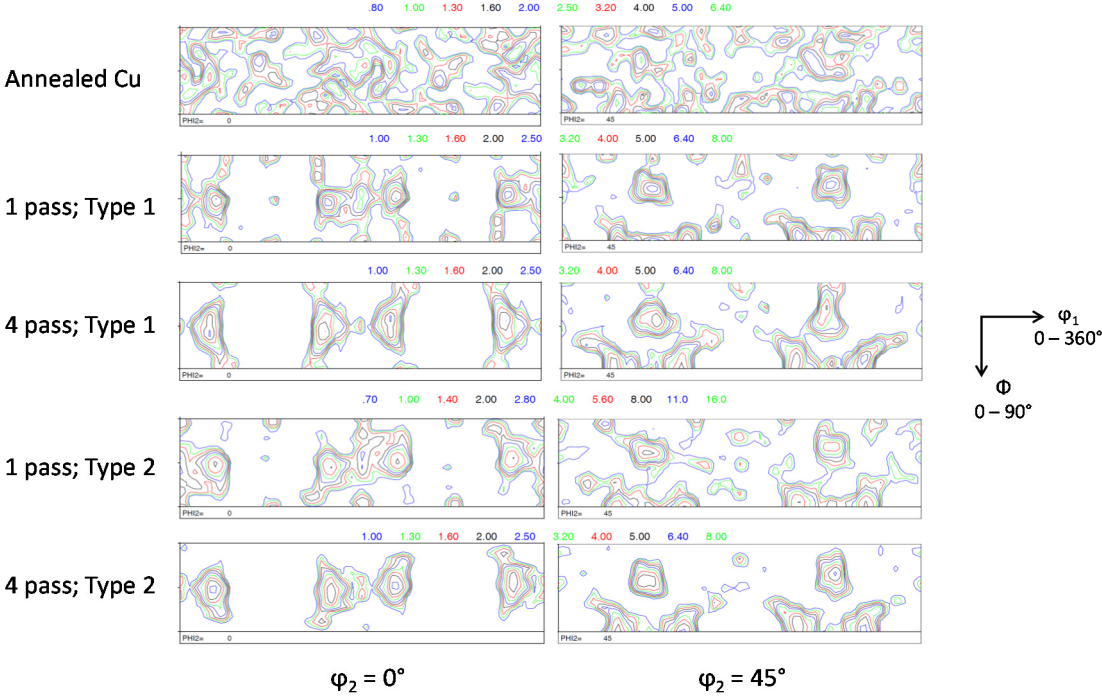 .80 1.00 1.30 1.60 2.00 2.50 3.20 4.00 5.00 6.40
Annealed Cu
PHI2= 0 PHI2= 45
1.00 1.30 1.60 2.00 2.50 3.20 4.00 5.00 6.40 8.00
1 pass; Type 1
PHI2= 0 PHI2= 45
1.00 1.30 1.60 2.00 2.50 3.20 4.00 5.00 6.40 8.00
4 pass; Type 1
φ1
0 – 360°
PHI2= 0 PHI2= 45
Φ
0 – 90°
.70 1.00 1.40 2.00 2.80 4.00 5.60 8.00 11.0 16.0
1 pass; Type 2
PHI2= 0 PHI2= 45
1.00 1.30 1.60 2.00 2.50 3.20 4.00 5.00 6.40 8.00
4 pass; Type 2
PHI2= 0 PHI2= 45
φ2 = 0° φ2 = 45°